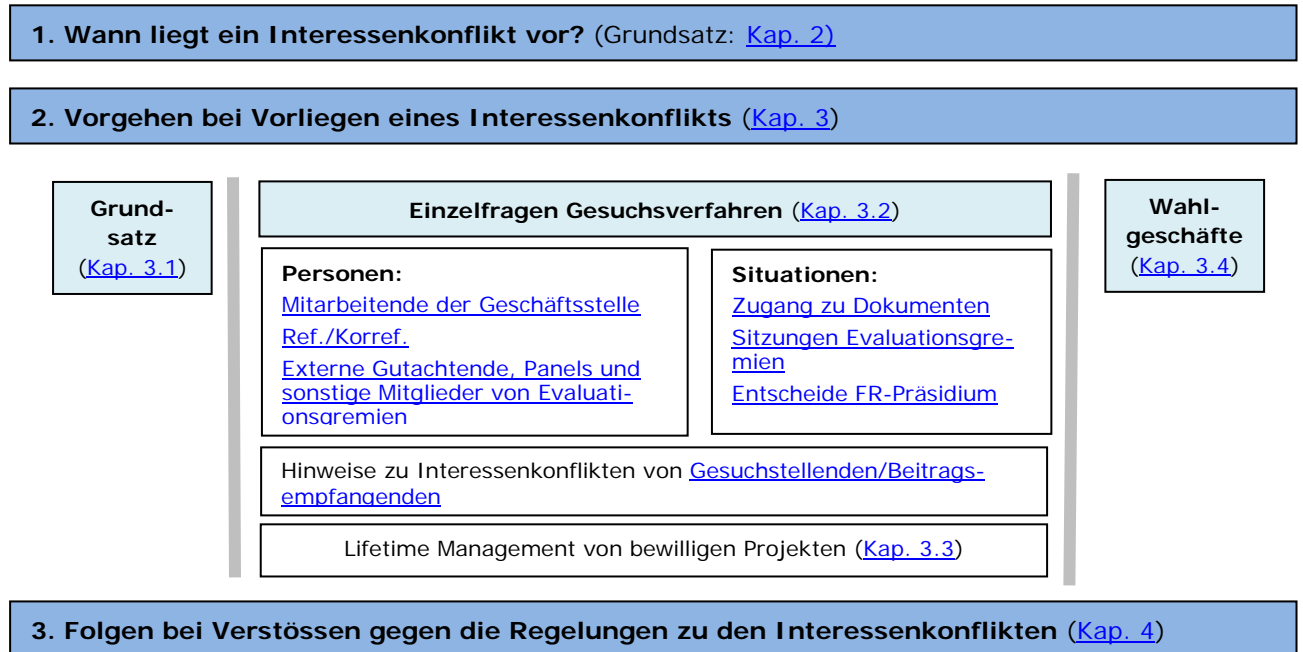 1. Wann liegt ein Interessenkonflikt vor? (Grundsatz: Kap. 2)
2. Vorgehen bei Vorliegen eines Interessenkonflikts (Kap. 3)
Grund-
satz
(Kap. 3.1)
Einzelfragen Gesuchsverfahren (Kap. 3.2)
Personen:
Mitarbeitende der Geschäftsstelle
Ref./Korref.
Externe Gutachtende, Panels und
sonstige Mitglieder von Evaluati-
onsgremien
Situationen:
Zugang zu Dokumenten
Sitzungen Evaluationsgre-
mien
Entscheide FR-Präsidium
Wahl-
geschäfte
(Kap. 3.4)
Hinweise zu Interessenkonflikten von Gesuchstellenden/Beitrags-
empfangenden
Lifetime Management von bewilligen Projekten (Kap. 3.3)
3. Folgen bei Verstössen gegen die Regelungen zu den Interessenkonflikten (Kap. 4)